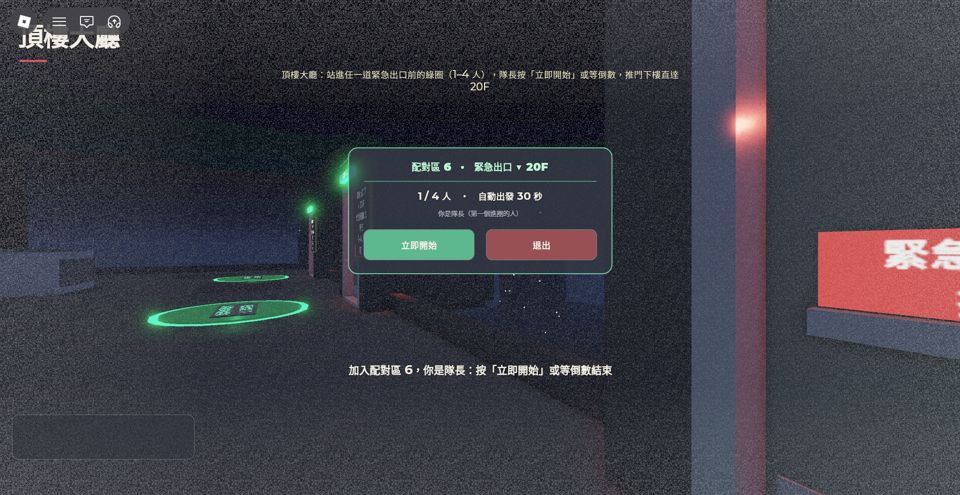 頂樓大廳
頂樓大廳：站進任一道緊急出口前的綠圈（1–4 人），隊長按「立即開始」或等倒數，推門下樓直達
20F
配對區 6 • 緊急出口 ▼ 20F
1 / 4 人 • 自動出發 30 秒
你是隊長（第一個進圈的人）
立即開始
退出
緊急
加入配對區 6，你是隊長：按「立即開始」或等倒數結束